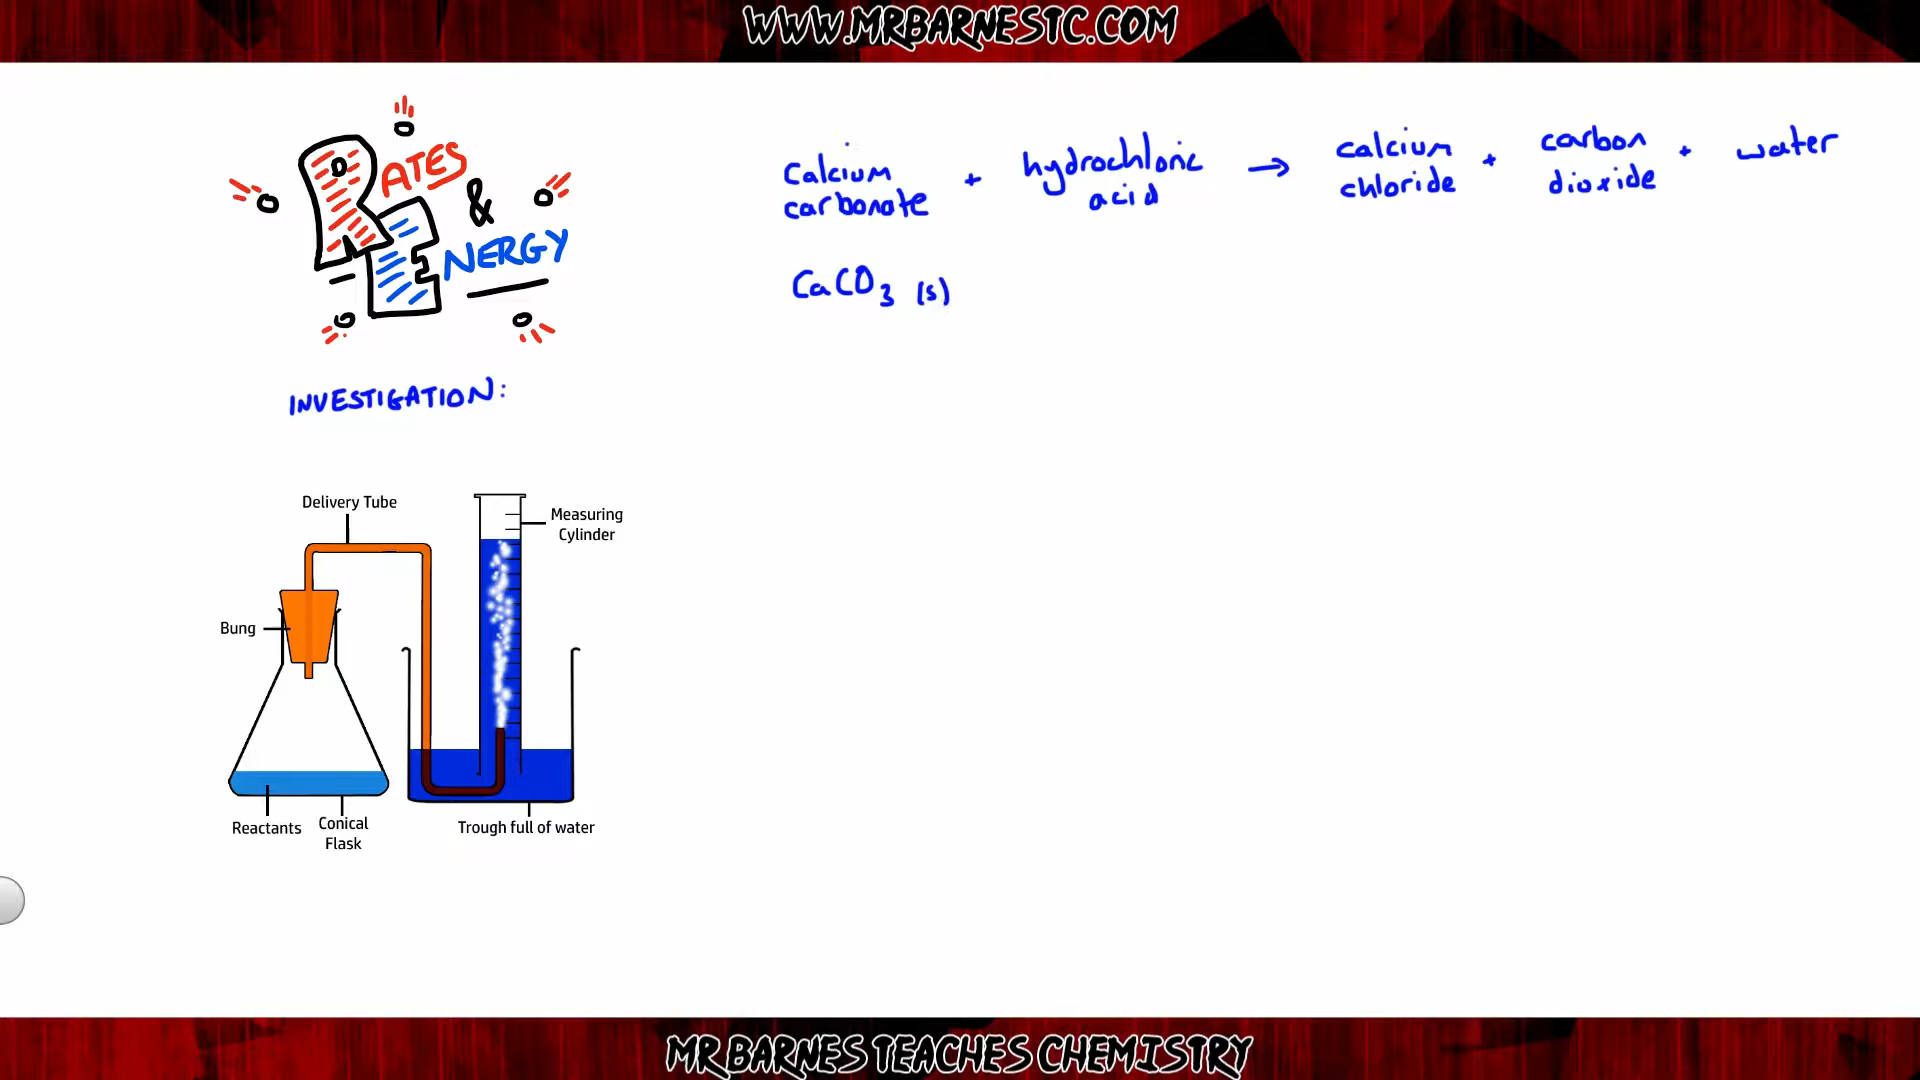 WWW.MRBARNESTC.COM
RATES
&
ENERGY
calcium carbonate + hydrochloric acid → calcium chloride + carbon dioxide + water
CaCO3 (s)
INVESTIGATION:
Delivery Tube
Measuring
Cylinder
Bung
Reactants
Conical
Flask
Trough full of water
MR BARNES TEACHES CHEMISTRY